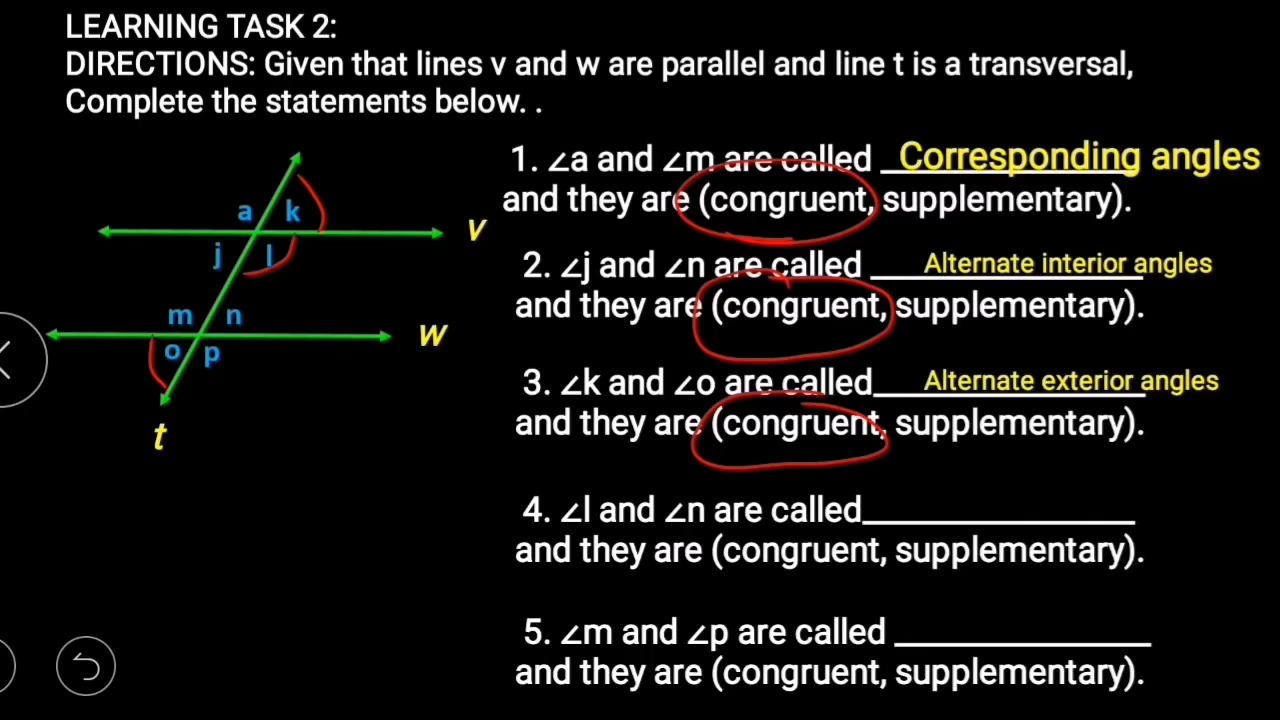 LEARNING TASK 2:
DIRECTIONS: Given that lines v and w are parallel and line t is a transversal,
Complete the statements below. .
1. ∠a and ∠m are called Corresponding angles
and they are (congruent, supplementary).
a k
v
j l
2. ∠j and ∠n are called Alternate interior angles
and they are (congruent, supplementary).
m n
w
o p
3. ∠k and ∠o are called Alternate exterior angles
and they are (congruent, supplementary).
t
4. ∠l and ∠n are called_______________
and they are (congruent, supplementary).
5. ∠m and ∠p are called _______________
and they are (congruent, supplementary).